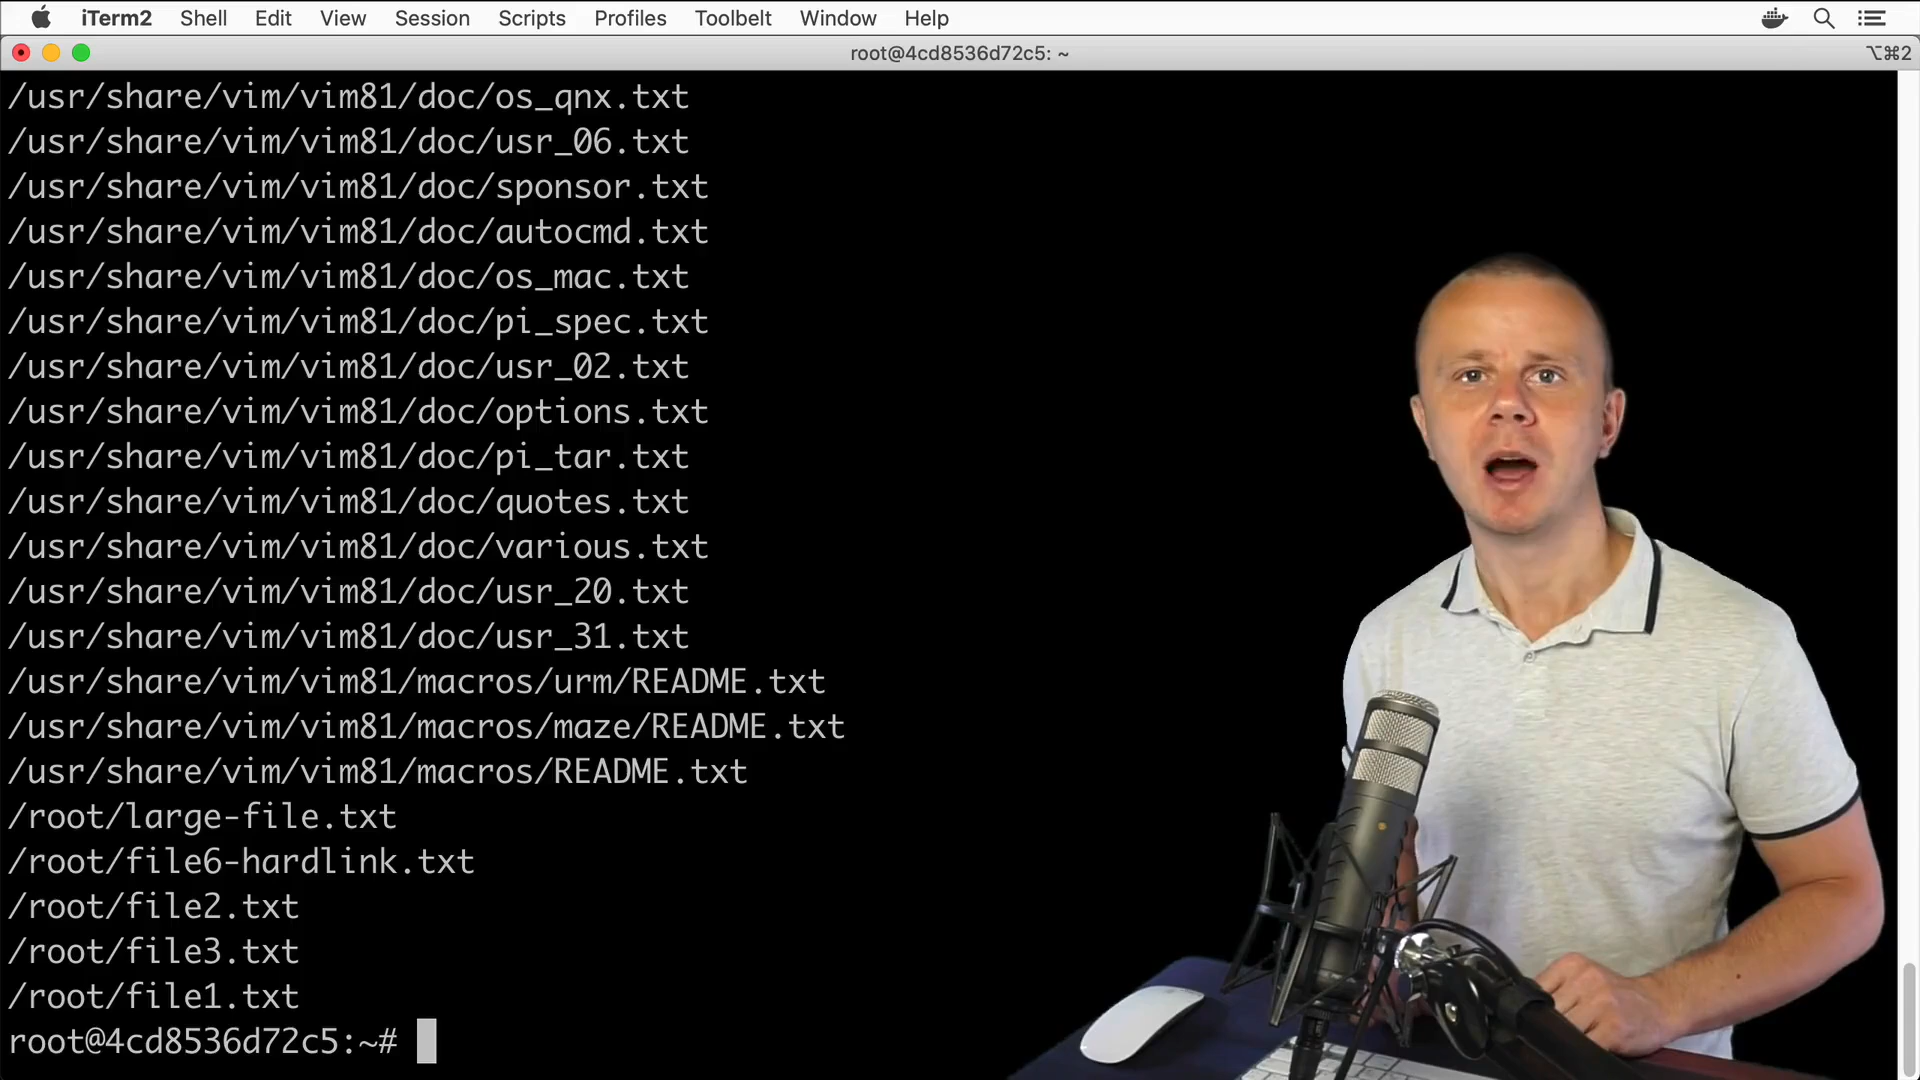 iTerm2 Shell Edit View Session Scripts Profiles Toolbelt Window Help
root@4cd8536d72c5: ~ ⌥⌘2
/usr/share/vim/vim81/doc/os_qnx.txt
/usr/share/vim/vim81/doc/usr_06.txt
/usr/share/vim/vim81/doc/sponsor.txt
/usr/share/vim/vim81/doc/autocmd.txt
/usr/share/vim/vim81/doc/os_mac.txt
/usr/share/vim/vim81/doc/pi_spec.txt
/usr/share/vim/vim81/doc/usr_02.txt
/usr/share/vim/vim81/doc/options.txt
/usr/share/vim/vim81/doc/pi_tar.txt
/usr/share/vim/vim81/doc/quotes.txt
/usr/share/vim/vim81/doc/various.txt
/usr/share/vim/vim81/doc/usr_20.txt
/usr/share/vim/vim81/doc/usr_31.txt
/usr/share/vim/vim81/macros/urm/README.txt
/usr/share/vim/vim81/macros/maze/README.txt
/usr/share/vim/vim81/macros/README.txt
/root/large-file.txt
/root/file6-hardlink.txt
/root/file2.txt
/root/file3.txt
/root/file1.txt
root@4cd8536d72c5:~#